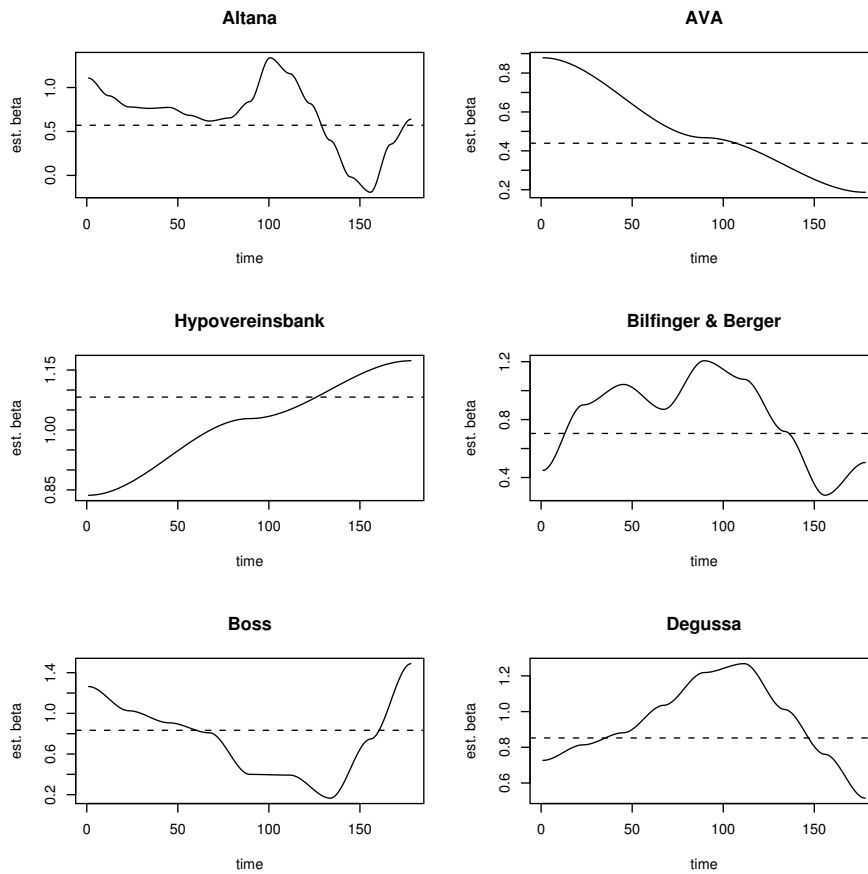 Altana
est. beta
0.0 0.5 1.0
0 50 100 150
time
AVA
est. beta
0.2 0.4 0.6 0.8
0 50 100 150
time
Hypovereinsbank
est. beta
0.85 1.00 1.15
0 50 100 150
time
Bilfinger & Berger
est. beta
0.4 0.8 1.2
0 50 100 150
time
Boss
est. beta
0.2 0.6 1.0 1.4
0 50 100 150
time
Degussa
est. beta
0.6 0.8 1.0 1.2
0 50 100 150
time